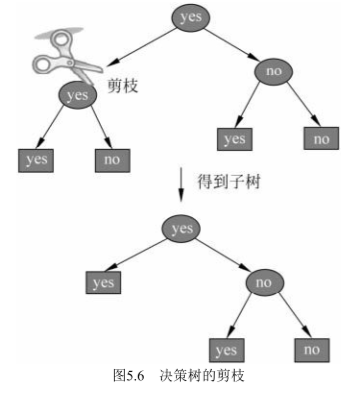 yes
剪枝
yes
no
yes
no
yes
no
得到子树
yes
yes
no
yes
no
图5.6 决策树的剪枝